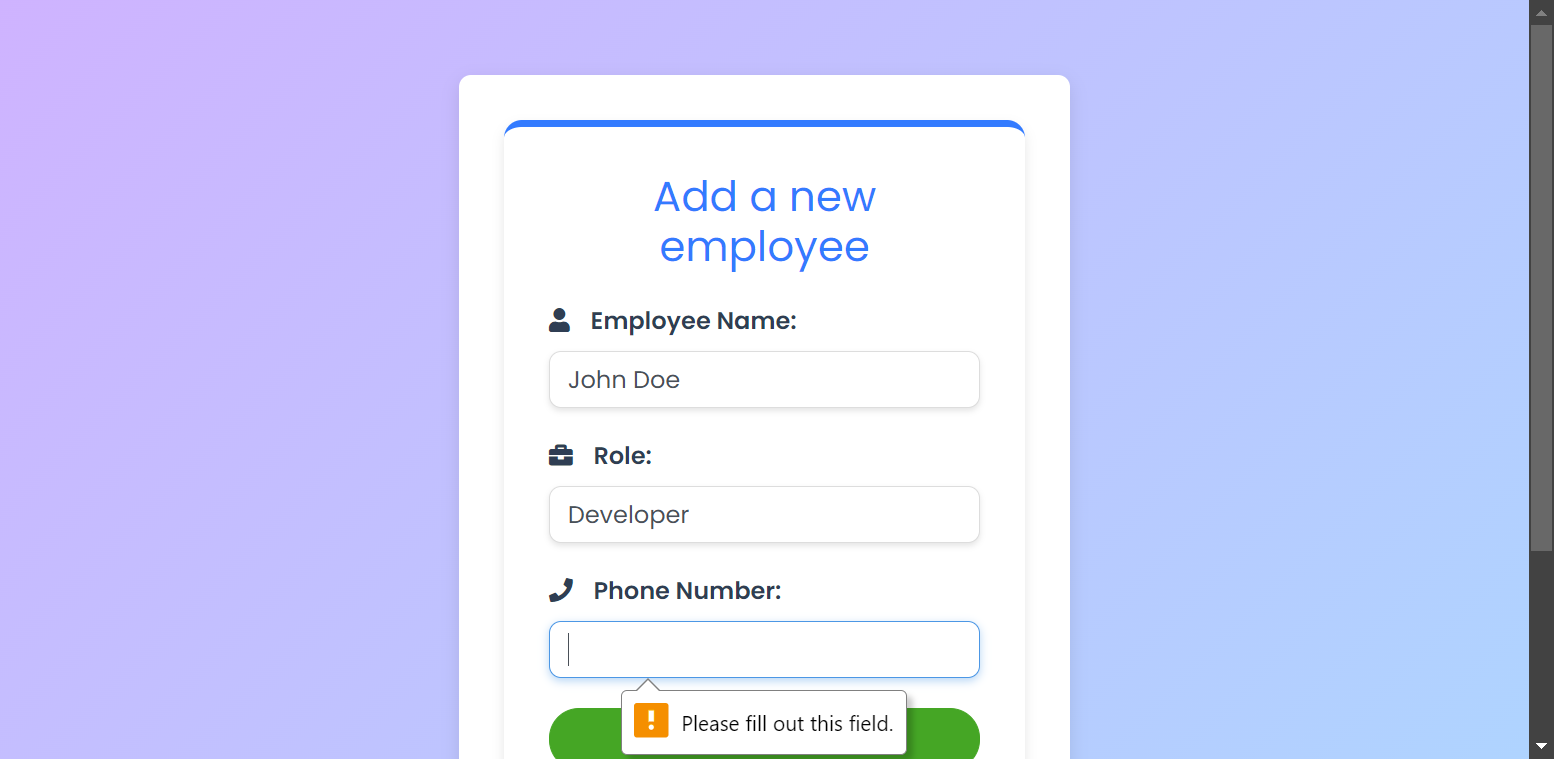 Add a new
employee
Employee Name:
John Doe
Role:
Developer
Phone Number:
Please fill out this field.